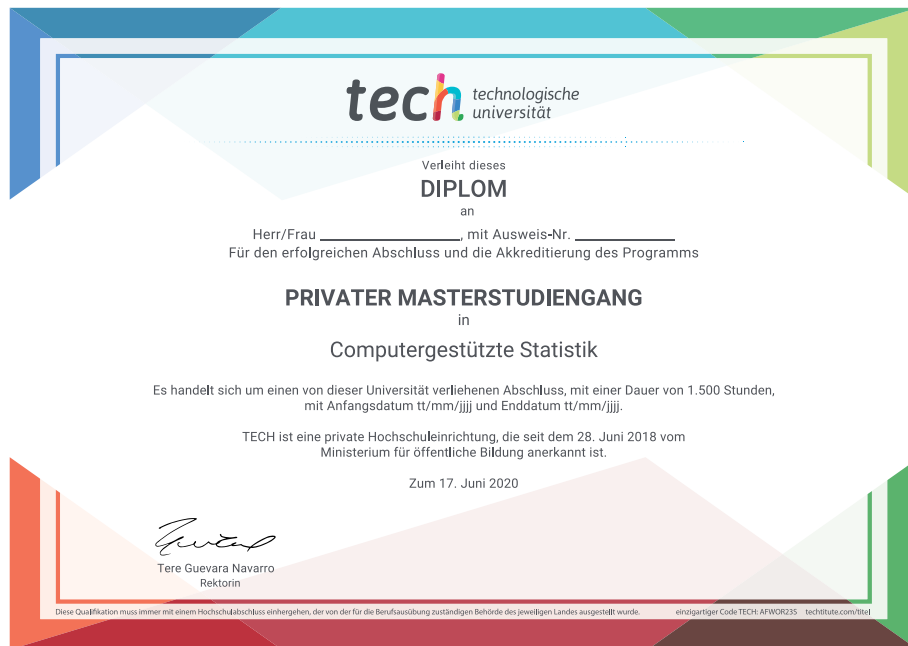 tech technologische
universität
Verleiht dieses
DIPLOM
an
Herr/Frau ____________________, mit Ausweis-Nr. __________________
Für den erfolgreichen Abschluss und die Akkreditierung des Programms
PRIVATER MASTERSTUDIENGANG
in
Computergestützte Statistik
Es handelt sich um einen von dieser Universität verliehenen Abschluss, mit einer Dauer von 1.500 Stunden,
mit Anfangsdatum tt/mm/jjjj und Enddatum tt/mm/jjjj.
TECH ist eine private Hochschuleinrichtung, die seit dem 28. Juni 2018 vom
Ministerium für öffentliche Bildung anerkannt ist.
Zum 17. Juni 2020
Tere Guevara Navarro
Rektorin
Diese Qualifikation muss immer mit einem Hochschulabschluss einhergehen, der von der für die Berufsausübung zuständigen Behörde des jeweiligen Landes ausgestellt wurde. einzigartiger Code TECH: AFWOR235 techtitute.com/titel